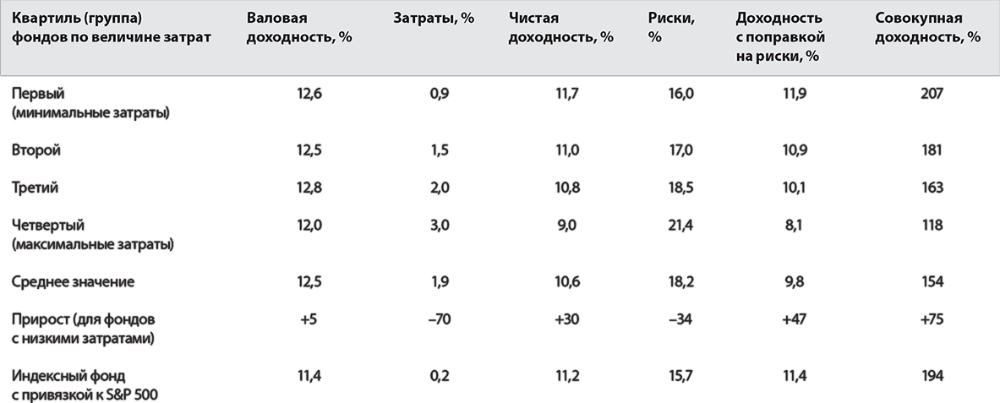 Квартиль (группа) фондов по величине затрат | Валовая доходность, % | Затраты, % | Чистая доходность, % | Риски, % | Доходность с поправкой на риски, % | Совокупная доходность, %
Первый (минимальные затраты) | 12,6 | 0,9 | 11,7 | 16,0 | 11,9 | 207
Второй | 12,5 | 1,5 | 11,0 | 17,0 | 10,9 | 181
Третий | 12,8 | 2,0 | 10,8 | 18,5 | 10,1 | 163
Четвертый (максимальные затраты) | 12,0 | 3,0 | 9,0 | 21,4 | 8,1 | 118
Среднее значение | 12,5 | 1,9 | 10,6 | 18,2 | 9,8 | 154
Прирост (для фондов с низкими затратами) | +5 | –70 | +30 | –34 | +47 | +75
Индексный фонд с привязкой к S&P 500 | 11,4 | 0,2 | 11,2 | 15,7 | 11,4 | 194